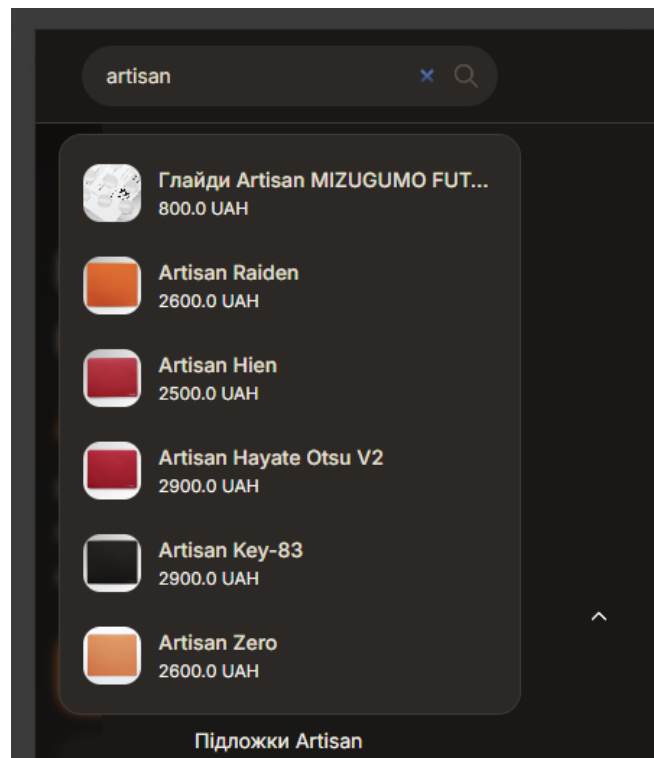 artisan
Глайди Artisan MIZUGUMO FUT...
800.0 UAH
Artisan Raiden
2600.0 UAH
Artisan Hien
2500.0 UAH
Artisan Hayate Otsu V2
2900.0 UAH
Artisan Key-83
2900.0 UAH
Artisan Zero
2600.0 UAH
Підложки Artisan